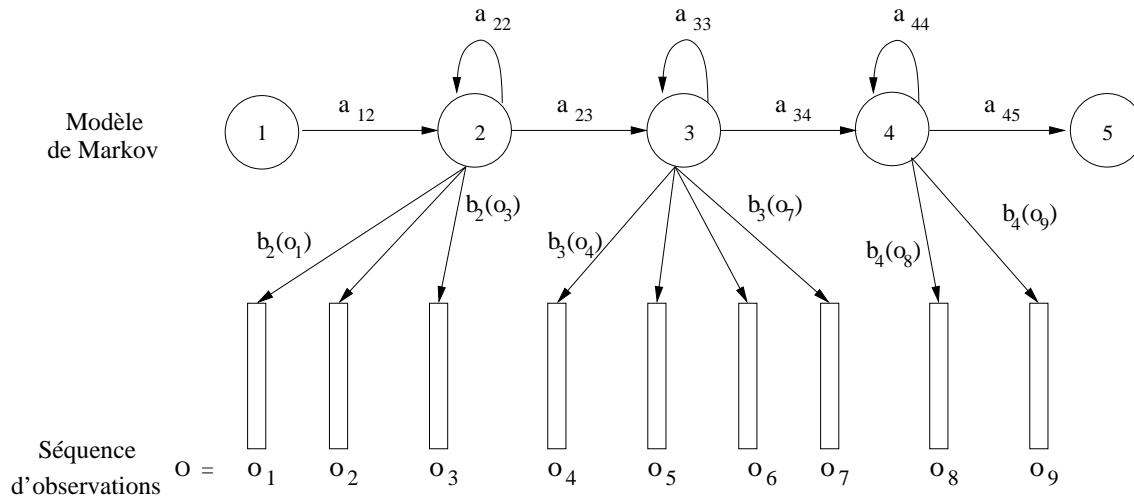 a 22 a 33 a 44
a 12 a 23 a 34 a 45
Modèle
de Markov
1 2 3 4 5
b2(o1) b2(o3) b3(o4) b3(o7) b4(o8) b4(o9)
Séquence
d'observations
O = o1 o2 o3 o4 o5 o6 o7 o8 o9